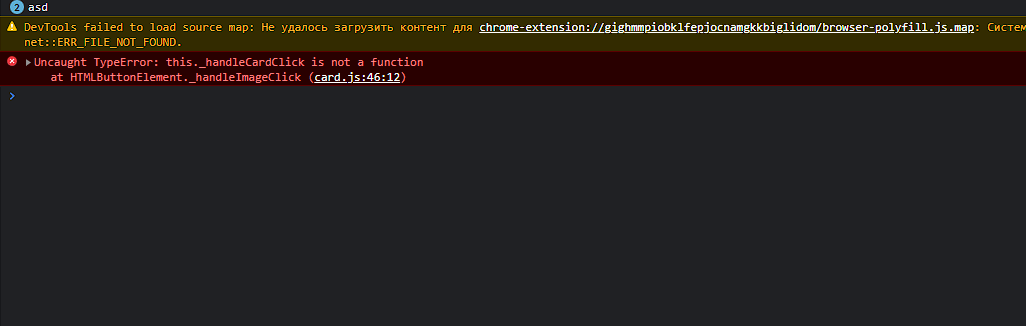 2 asd
DevTools failed to load source map: Не удалось загрузить контент для chrome-extension://gighmmpiobklfepjocnamgkkbiglidom/browser-polyfill.js.map: Систем
net::ERR_FILE_NOT_FOUND.
Uncaught TypeError: this._handleCardClick is not a function
at HTMLButtonElement._handleImageClick (card.js:46:12)